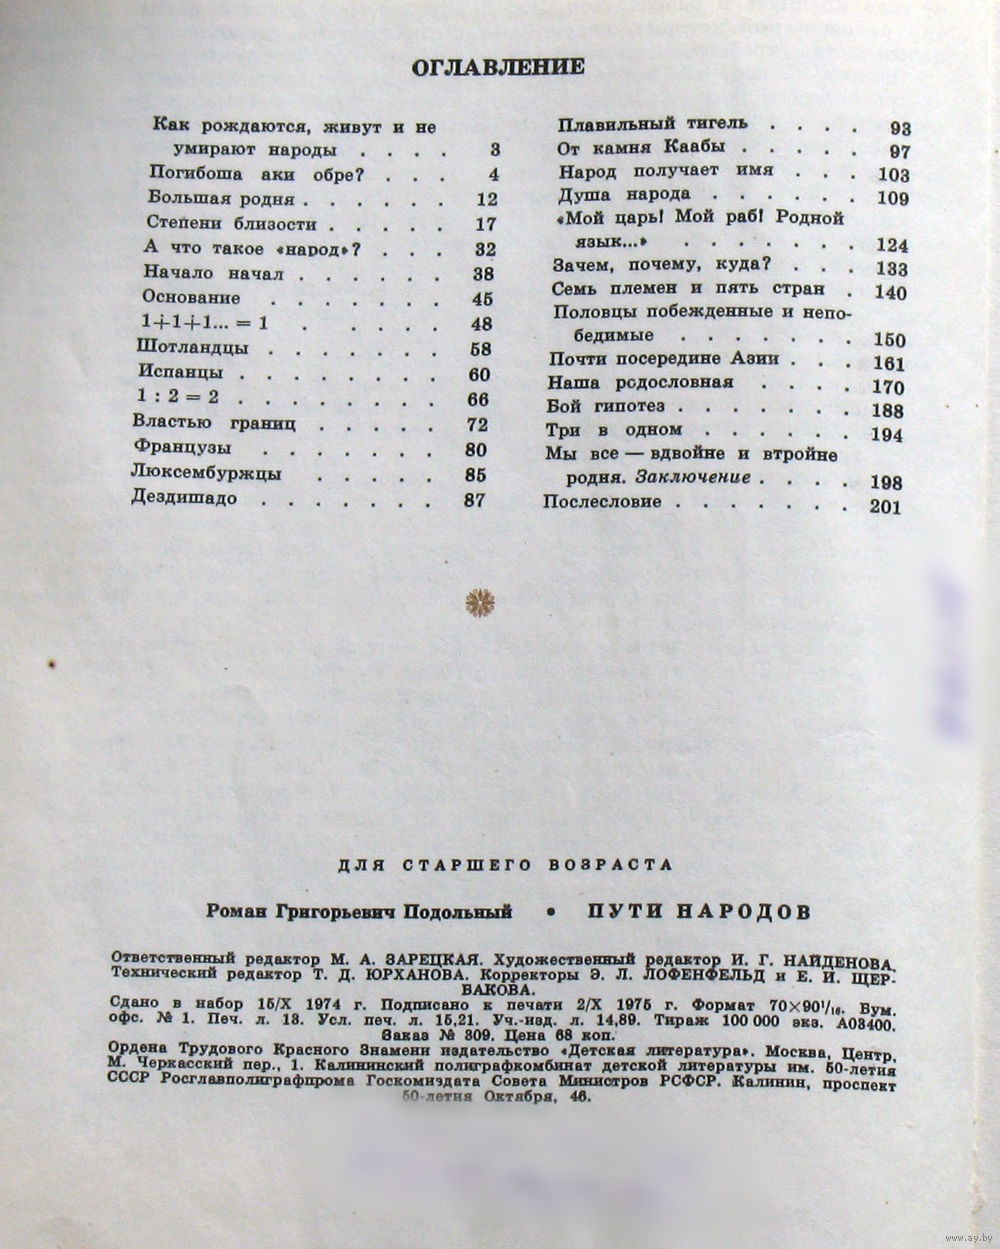 ОГЛАВЛЕНИЕ
Как рождаются, живут и не
умирают народы . . . . 3
Погибоша аки обре? . . . 4
Большая родня . . . . . . 12
Степени близости . . . . . 17
А что такое «народ»? . . . 32
Начало начал . . . . . . 38
Основание . . . . . . . 45
1+1+1... = 1 . . . . . 48
Шотландцы . . . . . . . 58
Испанцы . . . . . . . . 60
1 : 2 = 2 . . . . . . . . 66
Властью границ . . . . . 72
Французы . . . . . . . 80
Люксембуржцы . . . . . 85
Дездишадо . . . . . . . 87
Плавильный тигель . . . . 93
От камня Каабы . . . . . 97
Народ получает имя . . . 103
Душа народа . . . . . . 109
«Мой царь! Мой раб! Родной
язык...» . . . . . . . 124
Зачем, почему, куда? . . . 133
Семь племен и пять стран . 140
Половцы побежденные и непо-
бедимые . . . . . . . 150
Почти посередине Азии . . . 161
Наша родословная . . . . 170
Бой гипотез . . . . . . . 188
Три в одном . . . . . . 194
Мы все — вдвойне и втройне
родня. Заключение . . . . 198
Послесловие . . . . . . . 201
ДЛЯ СТАРШЕГО ВОЗРАСТА
Роман Григорьевич Подольный • ПУТИ НАРОДОВ
Ответственный редактор М. А. ЗАРЕЦКАЯ. Художественный редактор И. Г. НАЙДЕНОВА.
Технический редактор Т. Д. ЮРХАНОВА. Корректоры Э. Л. ЛОФЕНФЕЛЬД и Е. И. ЩЕР-
БАКОВА.
Сдано в набор 15/X 1974 г. Подписано к печати 2/X 1975 г. Формат 70×90¹/₁₆. Бум.
офс. № 1. Печ. л. 13. Усл. печ. л. 15,21. Уч.-изд. л. 14,89. Тираж 100 000 экз. А03400.
Заказ № 309. Цена 68 коп.
Ордена Трудового Красного Знамени издательство «Детская литература». Москва, Центр,
М. Черкасский пер., 1. Калининский полиграфкомбинат детской литературы им. 50-летия
СССР Росглавполиграфпрома Госкомиздата Совета Министров РСФСР. Калинин, проспект
50-летия Октября, 46.
www.ay.by